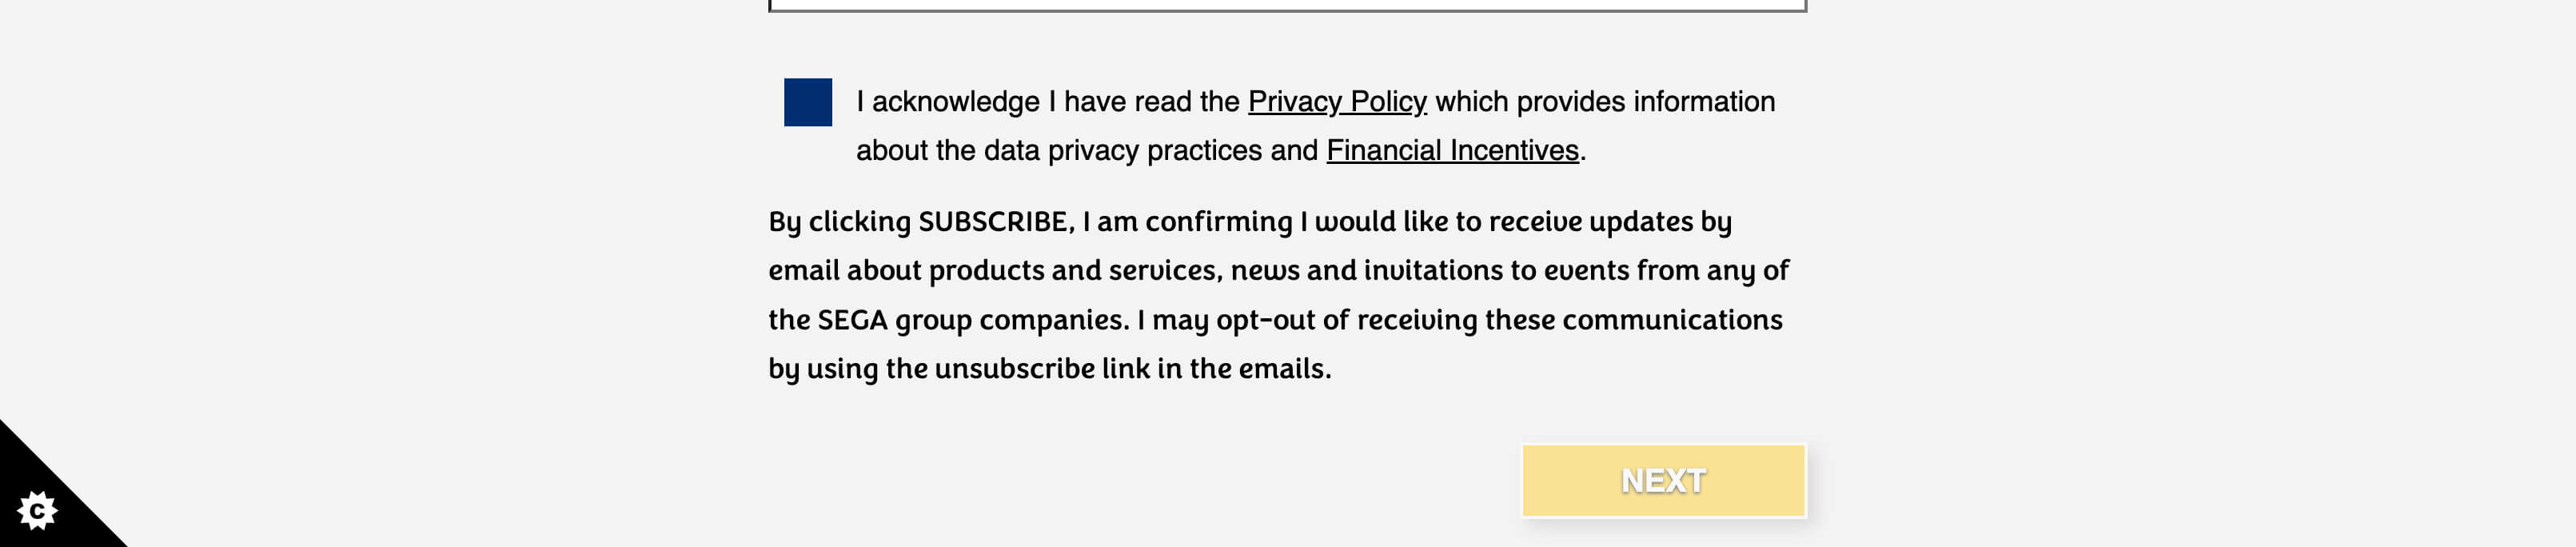 I acknowledge I have read the Privacy Policy which provides information
about the data privacy practices and Financial Incentives.
By clicking SUBSCRIBE, I am confirming I would like to receive updates by
email about products and services, news and invitations to events from any of
the SEGA group companies. I may opt-out of receiving these communications
by using the unsubscribe link in the emails.
NEXT
C